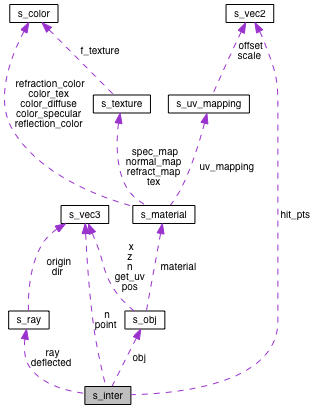 s_color
s_vec2
f_texture
offset
scale
refraction_color
color_tex
color_diffuse
color_specular
reflection_color
s_texture
s_uv_mapping
spec_map
normal_map
refract_map
tex
uv_mapping
s_vec3
s_material
hit_pts
origin
dir
x
z
n
get_uv
pos
material
s_ray
n
point
s_obj
ray
deflected
obj
s_inter